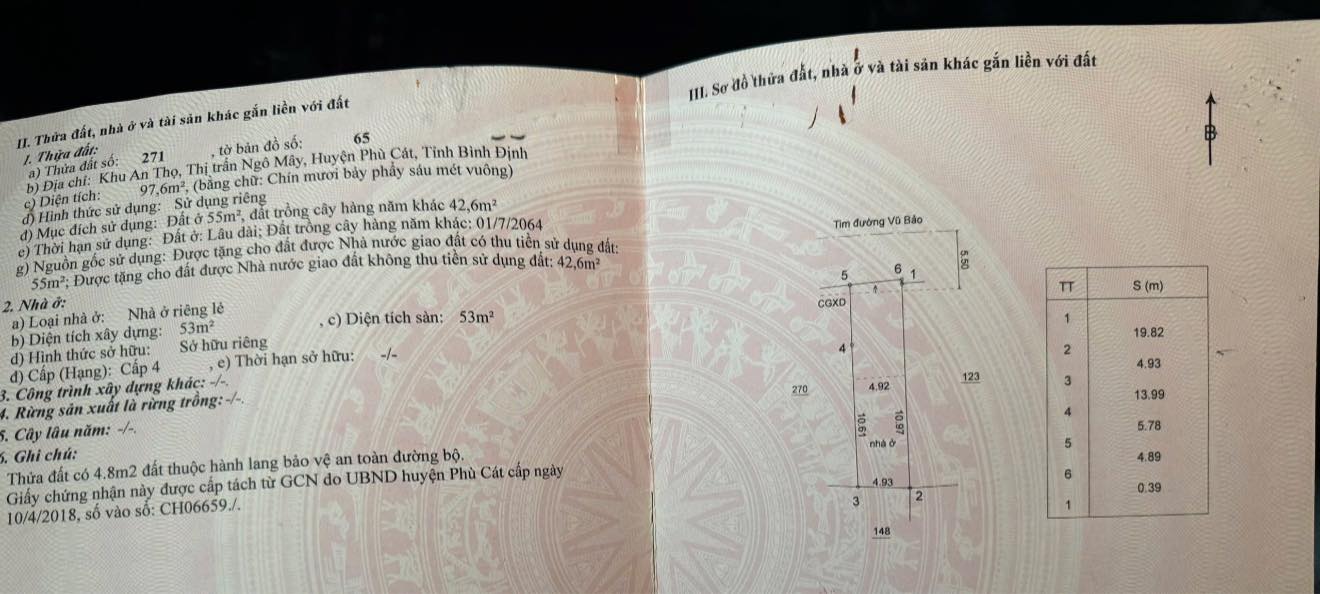 II. Thửa đất, nhà ở và tài sản khác gắn liền với đất
1. Thửa đất:
a) Thửa đất số: 271 , tờ bản đồ số: 65
b) Địa chỉ: Khu An Thọ, Thị trấn Ngô Mây, Huyện Phù Cát, Tỉnh Bình Định
c) Diện tích: 97,6m², (bằng chữ: Chín mươi bảy phẩy sáu mét vuông)
d) Hình thức sử dụng: Sử dụng riêng
đ) Mục đích sử dụng: Đất ở 55m², đất trồng cây hàng năm khác 42,6m²
e) Thời hạn sử dụng: Đất ở: Lâu dài; Đất trồng cây hàng năm khác: 01/7/2064
g) Nguồn gốc sử dụng: Được tặng cho đất được Nhà nước giao đất có thu tiền sử dụng đất:
55m²; Được tặng cho đất được Nhà nước giao đất không thu tiền sử dụng đất: 42,6m²
2. Nhà ở:
a) Loại nhà ở: Nhà ở riêng lẻ
b) Diện tích xây dựng: 53m² , c) Diện tích sàn: 53m²
d) Hình thức sở hữu: Sở hữu riêng
đ) Cấp (Hạng): Cấp 4 , e) Thời hạn sở hữu: -/-
3. Công trình xây dựng khác: -/-.
4. Rừng sản xuất là rừng trồng: -/-.
5. Cây lâu năm: -/-.
6. Ghi chú:
Thửa đất có 4.8m2 đất thuộc hành lang bảo vệ an toàn đường bộ.
Giấy chứng nhận này được cấp tách từ GCN do UBND huyện Phù Cát cấp ngày
10/4/2018, số vào sổ: CH06659./.
III. Sơ đồ thửa đất, nhà ở và tài sản khác gắn liền với đất
B
Tim đường Vũ Bảo
5.50
5 6 1
CGXD
4
270
4.92
123
10.61
10.97
nhà ở
4.93
3 2
148
TT S (m)
1
19.82
2
4.93
3
13.99
4
5.78
5
4.89
6
0.39
1